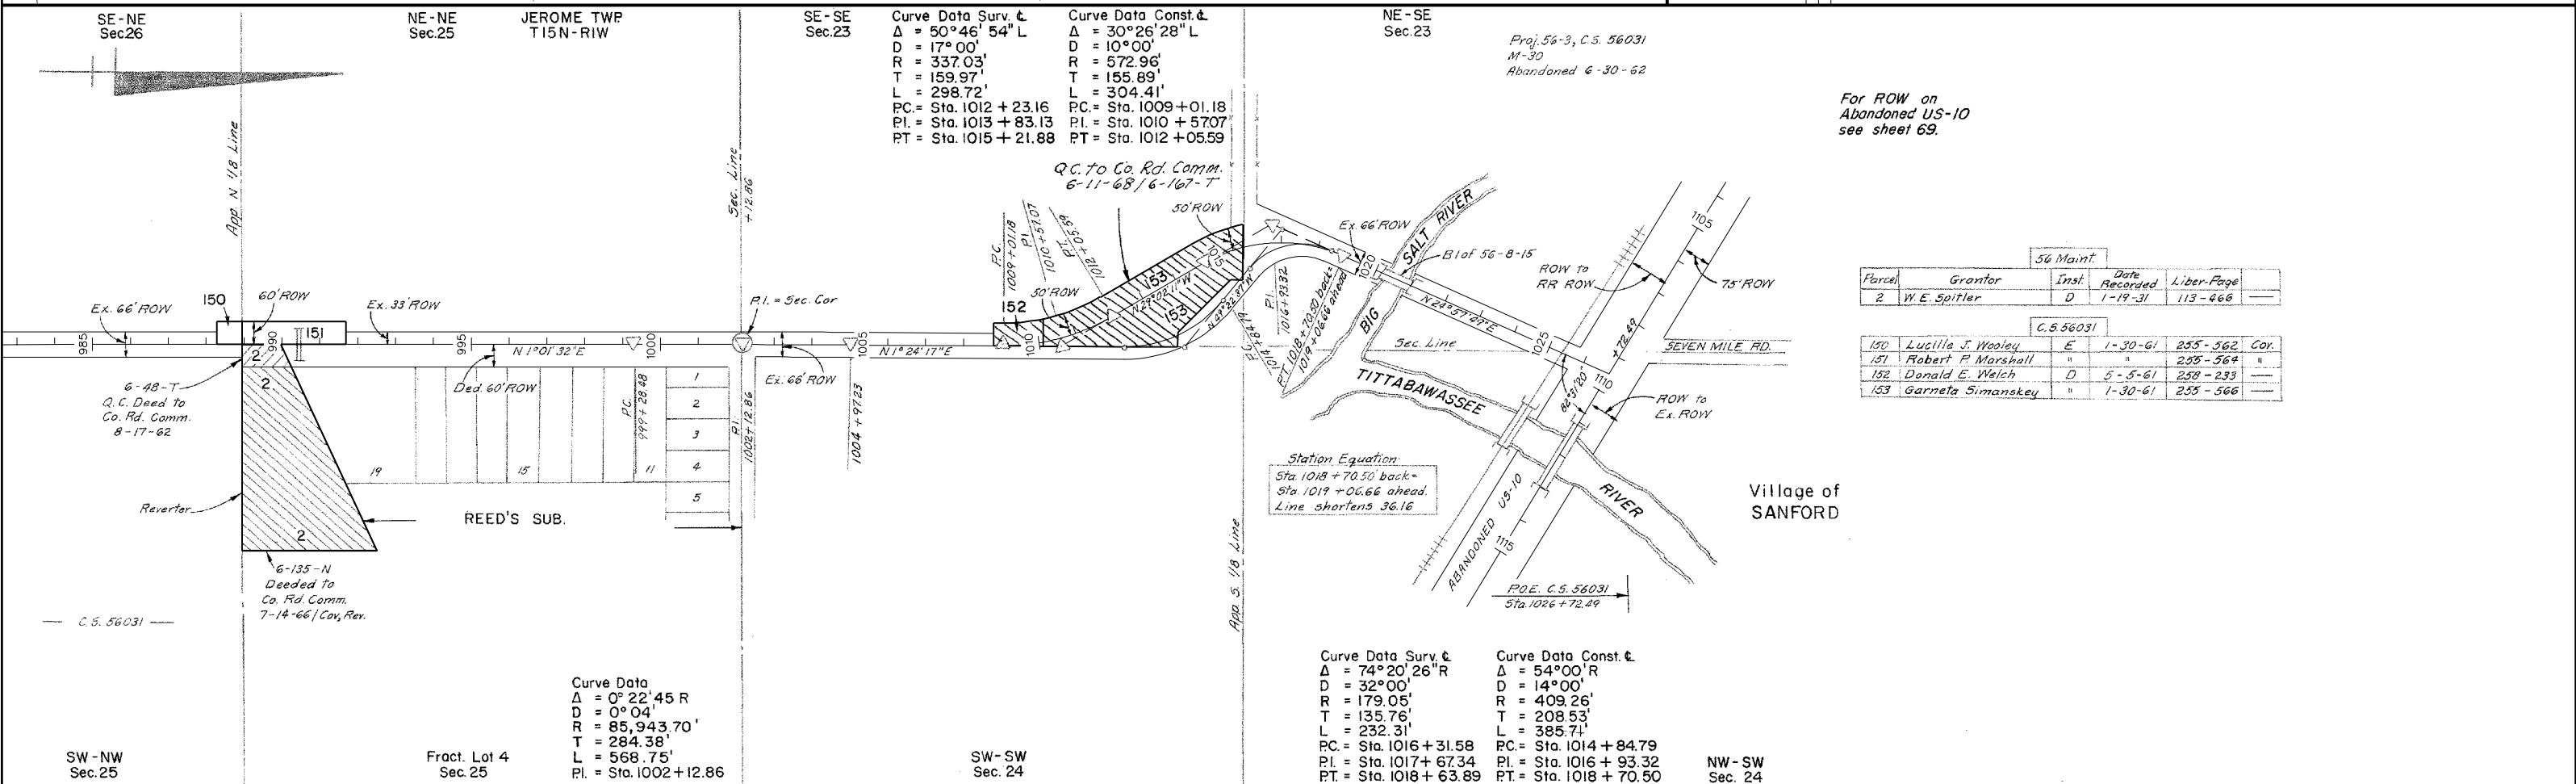 SE-NE
Sec.26
NE-NE
Sec.25
JEROME TWP.
T15N-R1W
SE-SE
Sec.23
Curve Data Surv. ℄
Δ = 50°46' 54" L
D = 17°00'
R = 337.03'
T = 159.97'
L = 298.72'
P.C.= Sta. 1012 + 23.16
P.I. = Sta. 1013 + 83.13
P.T = Sta. 1015 + 21.88
Curve Data Const. ℄
Δ = 30°26'28" L
D = 10°00'
R = 572.96'
T = 155.89'
L = 304.41'
P.C.= Sta. 1009+01.18
P.I. = Sta. 1010 + 57.07
P.T = Sta. 1012 + 05.59
NE-SE
Sec.23
Proj. 56-3, C.S. 56031
M-30
Abandoned 6-30-62
For ROW on
Abandoned US-10
see sheet 69.
App. N 1/8 Line
Sec. Line
+12.86
Q.C. to Co. Rd. Comm.
6-11-68 / 6-167-T
50' ROW
P.C.
1009+01.18
P.I.
1010+57.07
P.T.
1012+05.59
50' ROW
152
153
153
N 29°02'11" W
N 49°22'37" W
1010
1015
Ex. 66' ROW
150
60' ROW
151
Ex. 33' ROW
985
990
995
1000
1005
N 1°01'32"E
P.I. = Sec. Cor
N 1°24'17"E
Ex. 66' ROW
Ded. 60' ROW
2
2
2
6-48-T
Q.C. Deed to
Co. Rd. Comm.
8-17-62
Reverter
19
15
11
1
2
3
4
5
P.C.
999+28.48
P.I.
1002+12.86
1004 + 97.23
REED'S SUB.
6-135-N
Deeded to
Co. Rd. Comm.
7-14-66 / Cov, Rev.
C.S. 56031
P.C.
1014+84.79
P.I.
1016+93.32
P.T. 1018+70.50 back=
1019+06.66 ahead
Ex. 66' ROW
1020
SALT RIVER
B1 of 56-8-15
BIG
N 24°57'49"E
1025
Sec. Line
TITTABAWASSEE
RIVER
ROW to
RR ROW
1105
75' ROW
+72.49
SEVEN MILE RD.
1110
82°31'20"
ROW to
Ex. ROW
ABANDONED US-10
1115
Station Equation
Sta. 1018 + 70.50' back=
Sta. 1019 + 06.66 ahead.
Line shortens 36.16
App. S. 1/8 Line
P.O.E. C.S. 56031
Sta. 1026 + 72.49
Village of
SANFORD
56 Maint.
Parcel Grantor Inst. Date Recorded Liber-Page
2 W.E. Spitler D 1-19-31 113-466 —
C.S. 56031
150 Lucille J. Wooley E 1-30-61 255-562 Cov.
151 Robert P. Marshall " " 255-564 "
152 Donald E. Welch D 5-5-61 258-233 —
153 Garneta Simanskey " 1-30-61 255-566 —
Curve Data
Δ = 0°22'45 R
D = 0°04'
R = 85,943.70'
T = 284.38'
L = 568.75'
P.I. = Sta. 1002+12.86
Curve Data Surv. ℄
Δ = 74°20'26"R
D = 32°00'
R = 179.05'
T = 135.76'
L = 232.31'
P.C. = Sta. 1016+31.58
P.I. = Sta. 1017+67.34
P.T. = Sta. 1018+63.89
Curve Data Const. ℄
Δ = 54°00'R
D = 14°00'
R = 409.26'
T = 208.53'
L = 385.71'
P.C. = Sta. 1014+84.79
P.I. = Sta. 1016 + 93.32
P.T. = Sta. 1018 + 70.50
SW-NW
Sec.25
Fract. Lot 4
Sec. 25
SW-SW
Sec. 24
NW-SW
Sec. 24